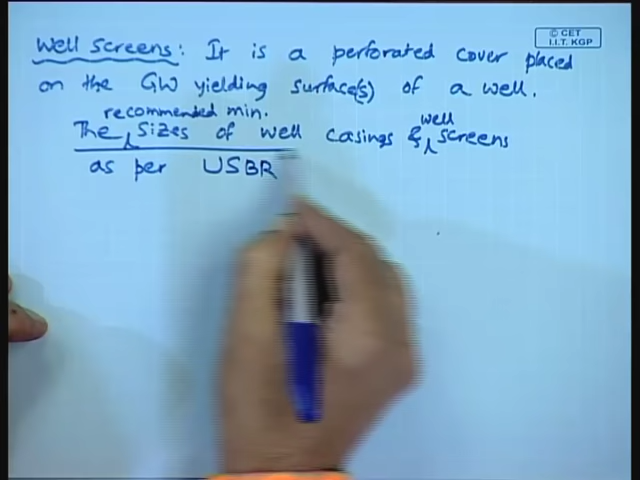 © CET
I.I.T. KGP
Well screens: It is a perforated cover placed
on the GW yielding surface(s) of a well.
recommended min.
The sizes of well casings & well screens
as per USBR